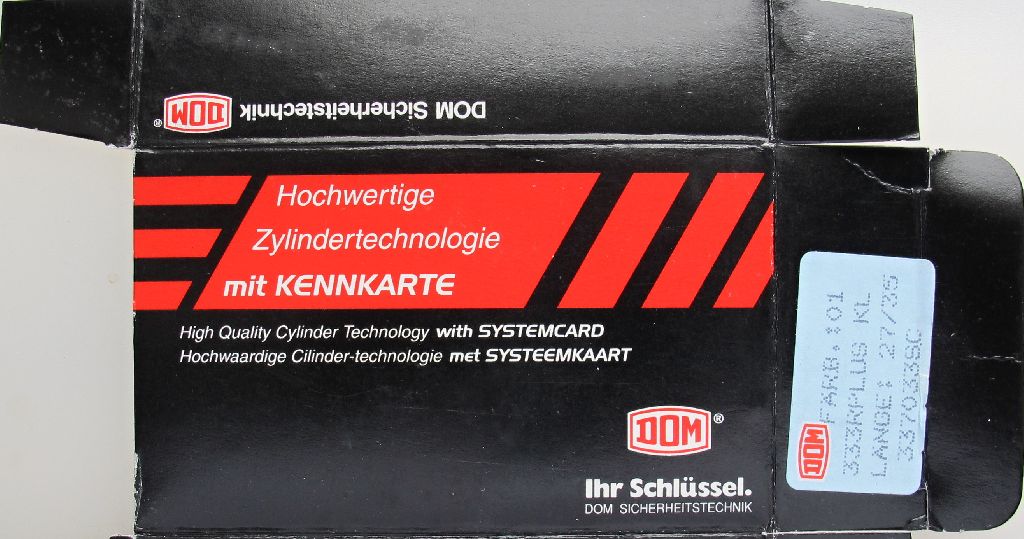 DOM® DOM Sicherheitstechnik
Hochwertige
Zylindertechnologie
mit KENNKARTE
High Quality Cylinder Technology with SYSTEMCARD
Hochwaardige Cilinder-technologie met SYSTEEMKAART
DOM®
Ihr Schlüssel.
DOM SICHERHEITSTECHNIK
DOM
FARB.:01
333RPLUS KL
LANGE: 27/35
337033SC